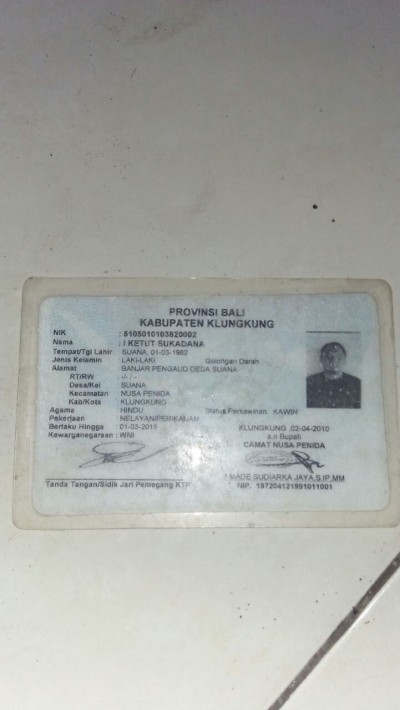 PROVINSI BALI
KABUPATEN KLUNGKUNG
NIK : 5105010103820002
Nama : I KETUT SUKADANA
Tempat/Tgl Lahir : SUANA, 01-03-1982
Jenis Kelamin : LAKI-LAKI Golongan Darah :
Alamat : BANJAR PENGAUD DESA SUANA
RT/RW : -/-
Desa/Kel : SUANA
Kecamatan : NUSA PENIDA
Kab/Kota : KLUNGKUNG
Agama : HINDU Status Perkawinan: KAWIN
Pekerjaan : NELAYAN/PERIKANAN
Berlaku Hingga : 01-03-2015 KLUNGKUNG ,02-04-2010
Kewarganegaraan : WNI a.n Bupati
CAMAT NUSA PENIDA
I MADE SUDIARKA JAYA,S.IP,MM
Tanda Tangan/Sidik Jari Pemegang KTP NIP. 197204121991011001